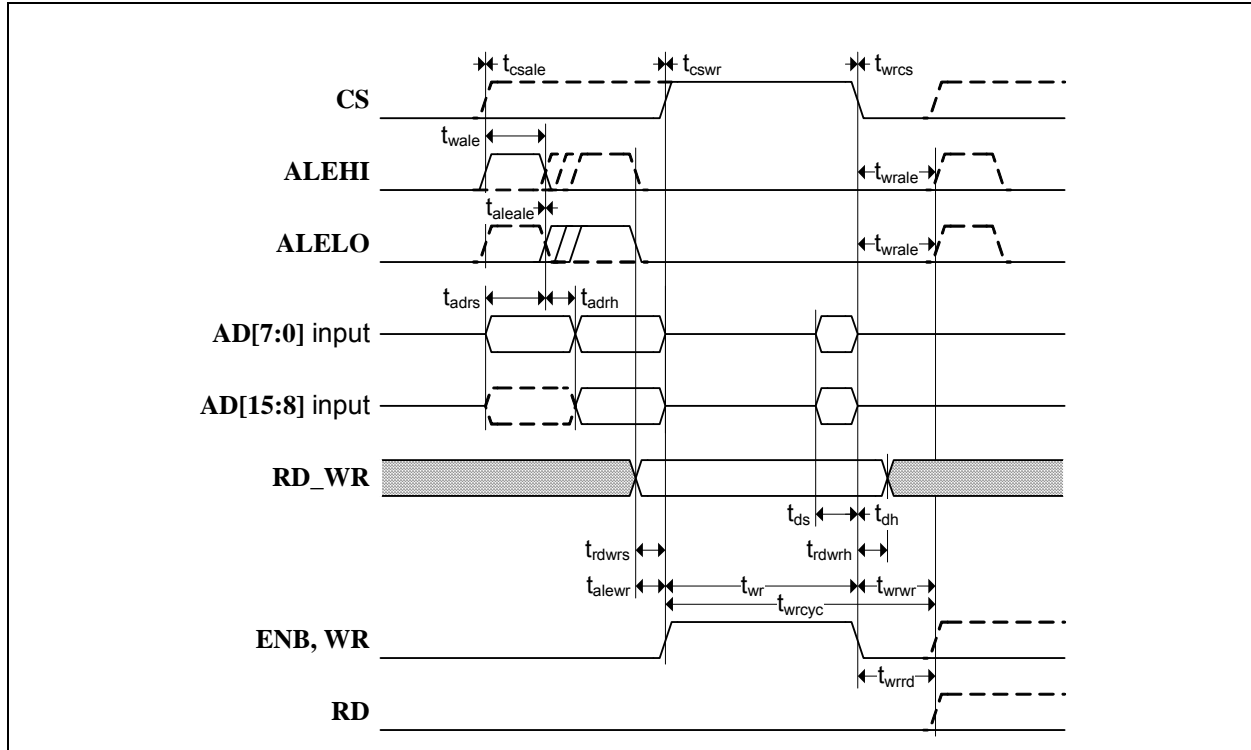 tcsale tcswr twrcs
CS
twale
ALEHI twrale
taleale
ALELO twrale
tadrs tadrh
AD[7:0] input
AD[15:8] input
RD_WR
tds tdh
trdwrs trdwrh
talewr twr twrwr
twrcyc
ENB, WR
twrrd
RD